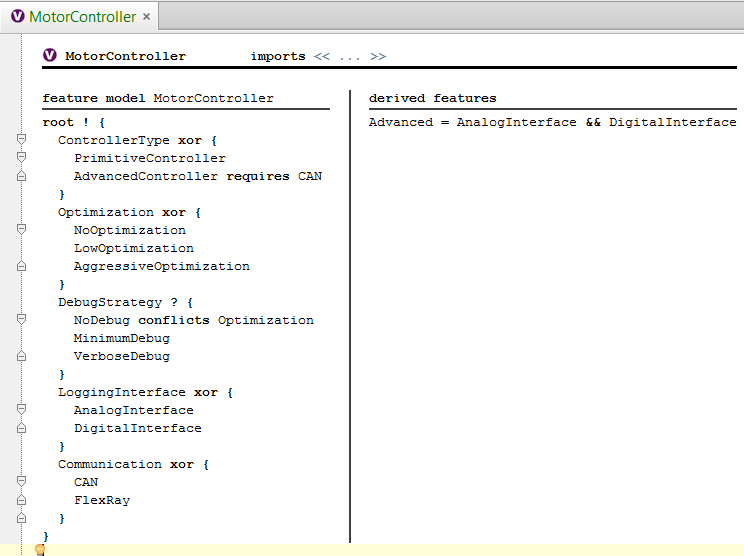 MotorController ×
MotorController imports << ... >>
feature model MotorController
root ! {
ControllerType xor {
PrimitiveController
AdvancedController requires CAN
}
Optimization xor {
NoOptimization
LowOptimization
AggressiveOptimization
}
DebugStrategy ? {
NoDebug conflicts Optimization
MinimumDebug
VerboseDebug
}
LoggingInterface xor {
AnalogInterface
DigitalInterface
}
Communication xor {
CAN
FlexRay
}
}
derived features
Advanced = AnalogInterface && DigitalInterface